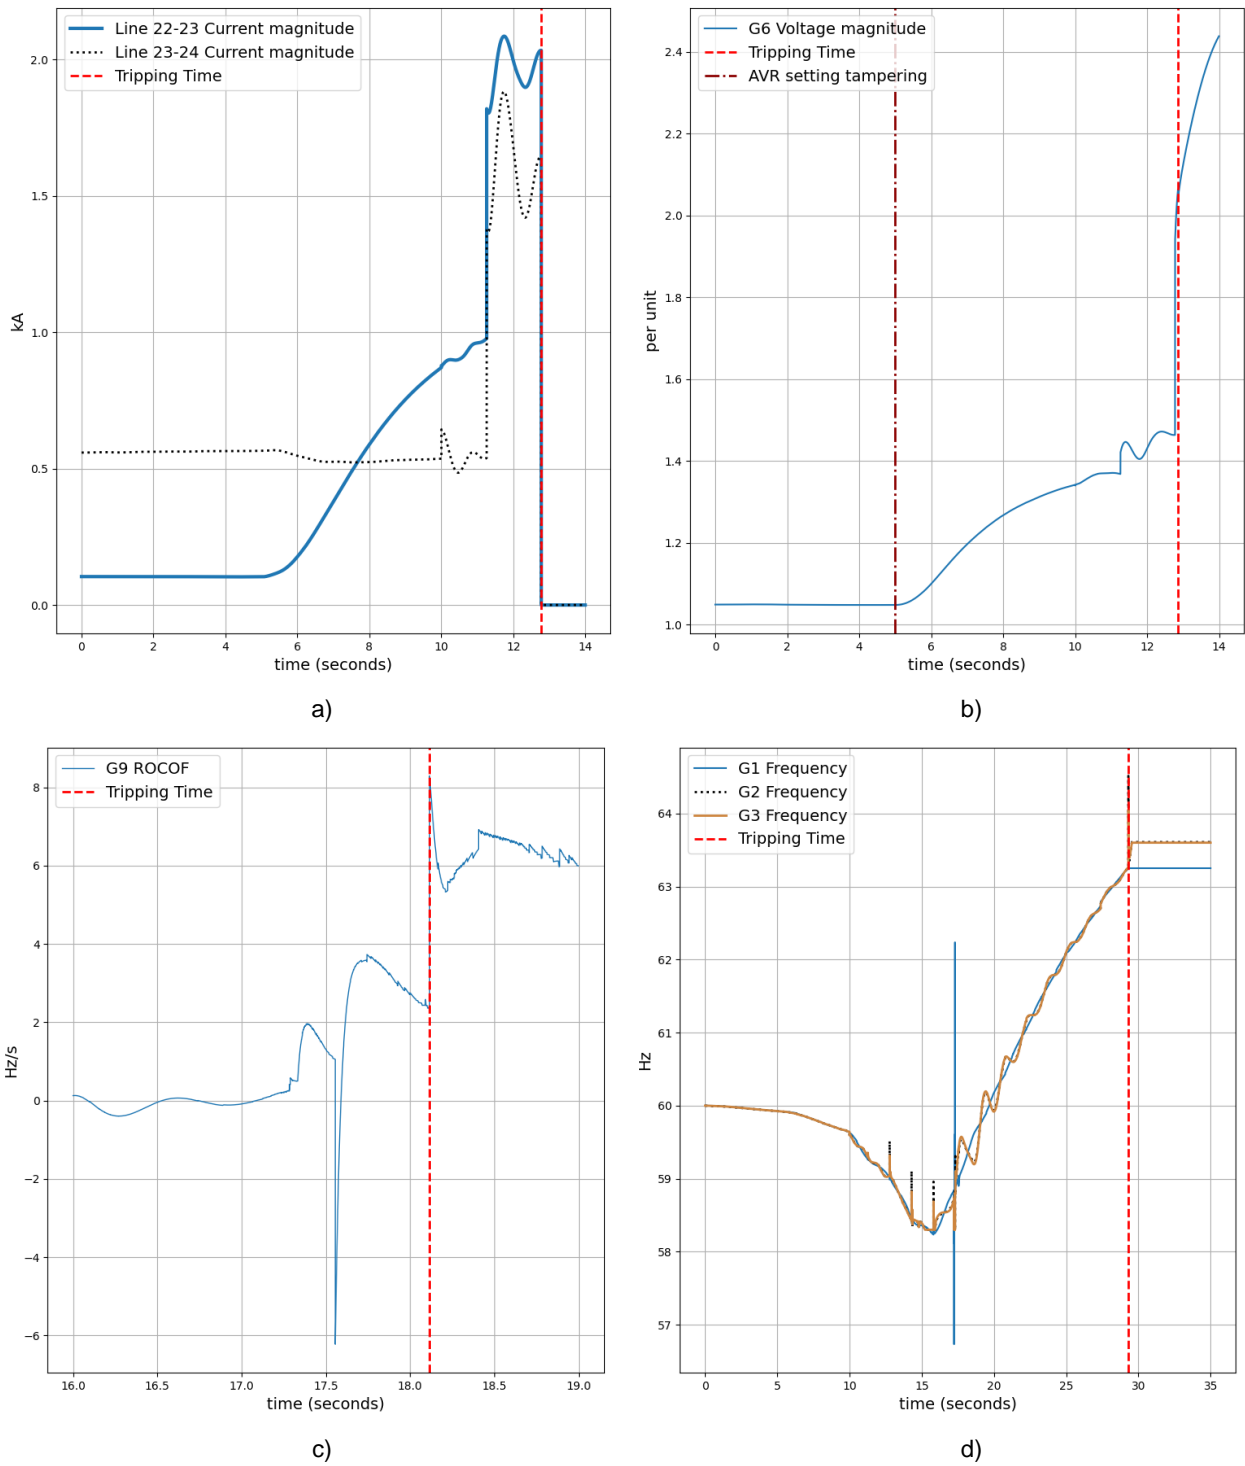 Line 22-23 Current magnitude
Line 23-24 Current magnitude
Tripping Time
2.0
1.5
1.0
0.5
0.0
kA
0 2 4 6 8 10 12 14
time (seconds)
a)
G6 Voltage magnitude
Tripping Time
AVR setting tampering
2.4
2.2
2.0
1.8
1.6
1.4
1.2
1.0
per unit
0 2 4 6 8 10 12 14
time (seconds)
b)
G9 ROCOF
Tripping Time
8
6
4
2
0
−2
−4
−6
Hz/s
16.0 16.5 17.0 17.5 18.0 18.5 19.0
time (seconds)
c)
G1 Frequency
G2 Frequency
G3 Frequency
Tripping Time
64
63
62
61
60
59
58
57
Hz
0 5 10 15 20 25 30 35
time (seconds)
d)